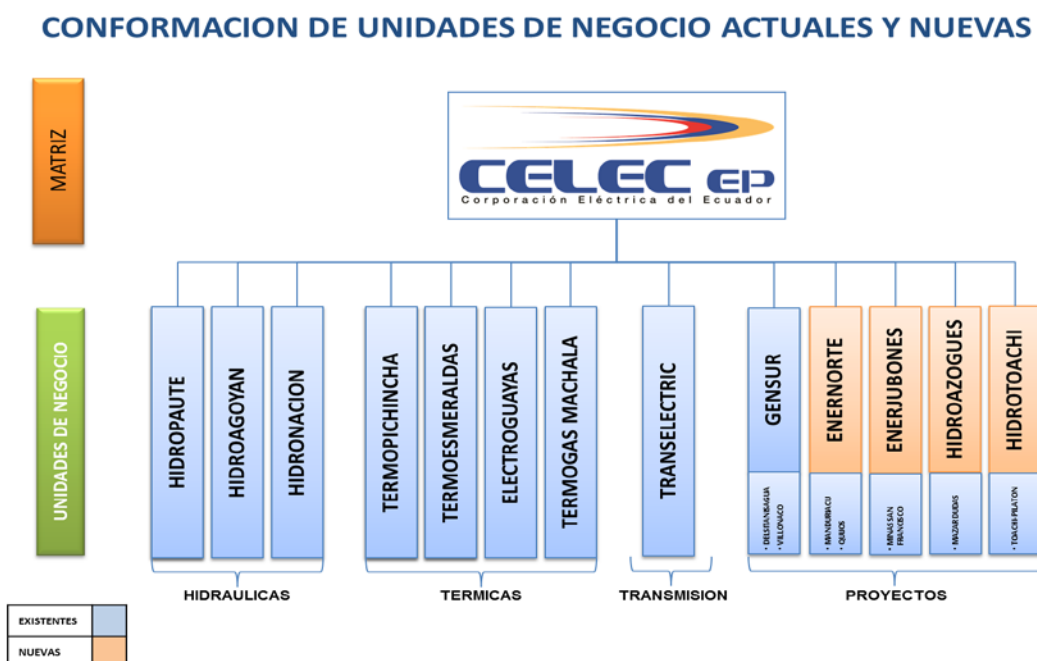 CONFORMACION DE UNIDADES DE NEGOCIO ACTUALES Y NUEVAS
MATRIZ
CELEC EP
Corporación Eléctrica del Ecuador
UNIDADES DE NEGOCIO
HIDROPAUTE
HIDROAGOYAN
HIDRONACION
TERMOPICHINCHA
TERMOESMERALDAS
ELECTROGUAYAS
TERMOGAS MACHALA
TRANSELECTRIC
GENSUR
ENERNORTE
ENERJUBONES
HIDROAZOGUES
HIDROTOACHI
• DELSITANISAGUA
• VILLONACO
• MANDURIACU
• QUIJOS
• MINAS SAN
FRANCISCO
• MAZAR DUDAS
• TOACHI-PILATON
HIDRAULICAS
TERMICAS
TRANSMISION
PROYECTOS
EXISTENTES
NUEVAS